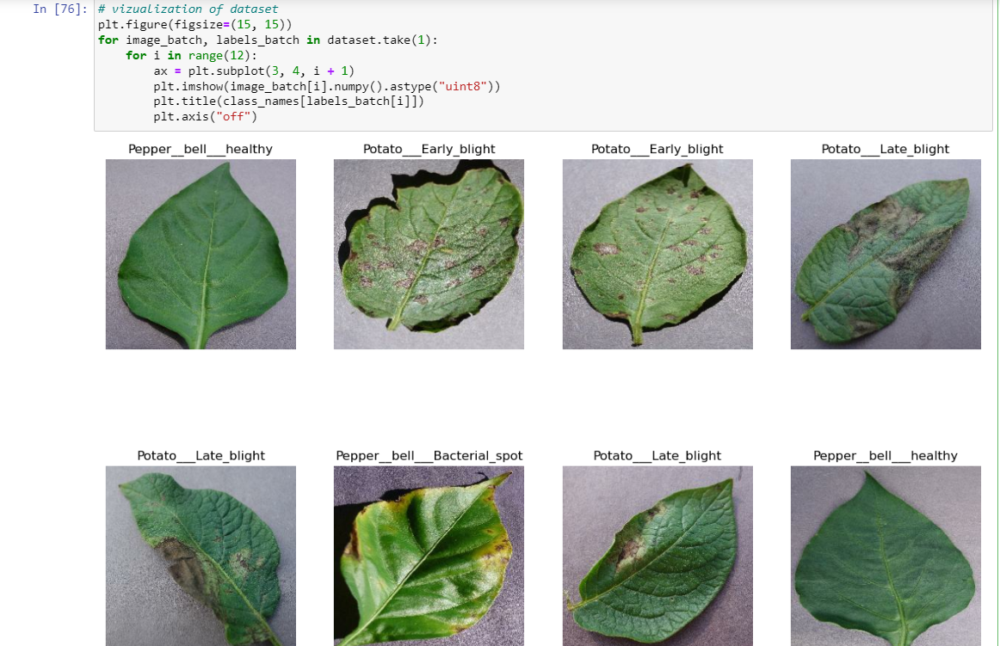 In [76]: # vizualization of dataset
plt.figure(figsize=(15, 15))
for image_batch, labels_batch in dataset.take(1):
    for i in range(12):
        ax = plt.subplot(3, 4, i + 1)
        plt.imshow(image_batch[i].numpy().astype("uint8"))
        plt.title(class_names[labels_batch[i]])
        plt.axis("off")
Pepper__bell___healthy Potato___Early_blight Potato___Early_blight Potato___Late_blight
Potato___Late_blight Pepper__bell___Bacterial_spot Potato___Late_blight Pepper__bell___healthy